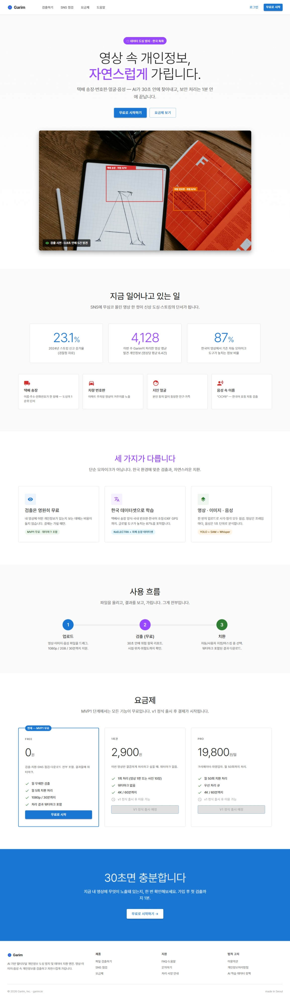 Garim
검출하기
SNS 점검
요금제
도움말
로그인
무료로 시작
데이터 도싱 방지 · 한국 특화
영상 속 개인정보,
자연스럽게 가립니다.
택배 송장·번호판·얼굴·음성 — AI가 30초 안에 찾아내고, 보안 처리는 1분 안
에 끝납니다.
무료로 시작하기
요금제 보기
F
택배 송장 · 위험 8/10
차량 번호판 · 위험 6/10
검출 시연 · 0.8초 만에 5건 발견
지금 일어나고 있는 일
SNS에 무심코 올린 영상 한 컷이 신상 도싱·스토킹의 단서가 됩니다.
23.1%
2024년 스토킹 신고 증가율
(경찰청 자료)
4,128
이번 주 Garim이 처리한 영상 평균
발견 개인정보 (영상당 평균 6.4건)
87%
한국어 영상에서 기존 자동 모자이크
도구가 놓치는 정보 비율
택배 송장
이름·주소·전화번호가 한 장에 — 도싱의 1
순위 단서
차량 번호판
아파트 주차장 영상이 거주지를 노출
지인 얼굴
본인 동의 없이 등장한 친구·가족
음성 속 이름
"○○야!" — 한국어 호칭 자동 검출
세 가지가 다릅니다
단순 모자이크가 아닙니다. 한국 환경에 맞춘 검출과, 자연스러운 치환.
검출은 영원히 무료
내 영상에 어떤 개인정보가 있는지 보는 데에는 비용이
들지 않습니다. 결제는 가릴 때만.
MVP1 무료 · 워터마크 포함
한국 데이터셋으로 학습
택배사 송장 양식·국내 번호판·한국어 호칭·EXIF GPS
까지. 글로벌 도구가 놓치는 87%를 포착합니다.
KoELECTRA + 자체 송장 데이터셋
영상 · 이미지 · 음성
한 번의 업로드로 시각·청각 모두 점검. 영상은 프레임
마다, 음성은 1초 단위로 분석합니다.
YOLO + SAM + Whisper
사용 흐름
파일을 올리고, 결과를 보고, 가립니다. 그게 전부입니다.
1
업로드
영상·이미지·음성 파일을 드래그.
1080p / 2GB / 30분까지 지원.
2
검출 (무료)
30초 안에 위험 항목 리포트.
시점·위치·위험도까지 확인.
3
치환
자동/사용자 지정/마스킹 중 선택.
워터마크 포함된 결과 다운로드.
요금제
MVP1 단계에서는 모든 기능이 무료입니다. v1 정식 출시 후 결제가 시작됩니다.
현재 — MVP1 무료
FREE
0원
검출·치환·SNS 점검·다운로드 전부 포함. 결과물에 워
터마크.
월 무제한 검출
월 5회 치환 처리
1080p / 30분까지
처리 결과 워터마크 포함
무료로 시작
1회권
2,900원
이번 영상만 깔끔하게 처리하고 싶을 때. 워터마크 없음.
1회 처리 (영상 1편 또는 사진 10장)
워터마크 없음
4K / 60분까지
v1 정식 출시 후 이용 가능
V1 정식 출시 예정
PRO
19,800원/월
크리에이터·자영업자. 월 50회까지 처리.
월 50회 치환 처리
우선 처리 큐
4K / 60분까지
v1 정식 출시 후 이용 가능
V1 정식 출시 예정
30초면 충분합니다
지금 내 영상에 무엇이 노출돼 있는지, 한 번 확인해보세요. 가입 후 첫 검출까
지 1분.
무료로 시작하기 →
Garim
AI 기반 멀티모달 개인정보 도싱 방지 및 데이터 치환 엔진. 영상·이
미지·음성 속 개인정보를 검출하고 자연스럽게 가립니다.
제품
파일 검출하기
SNS 점검
요금제
지원
FAQ·도움말
문의하기
처리 사양 안내
법적 고지
이용약관
개인정보처리방침
AI 학습 데이터 정책
© 2026 Garim, Inc. · garim.kr
made in Seoul